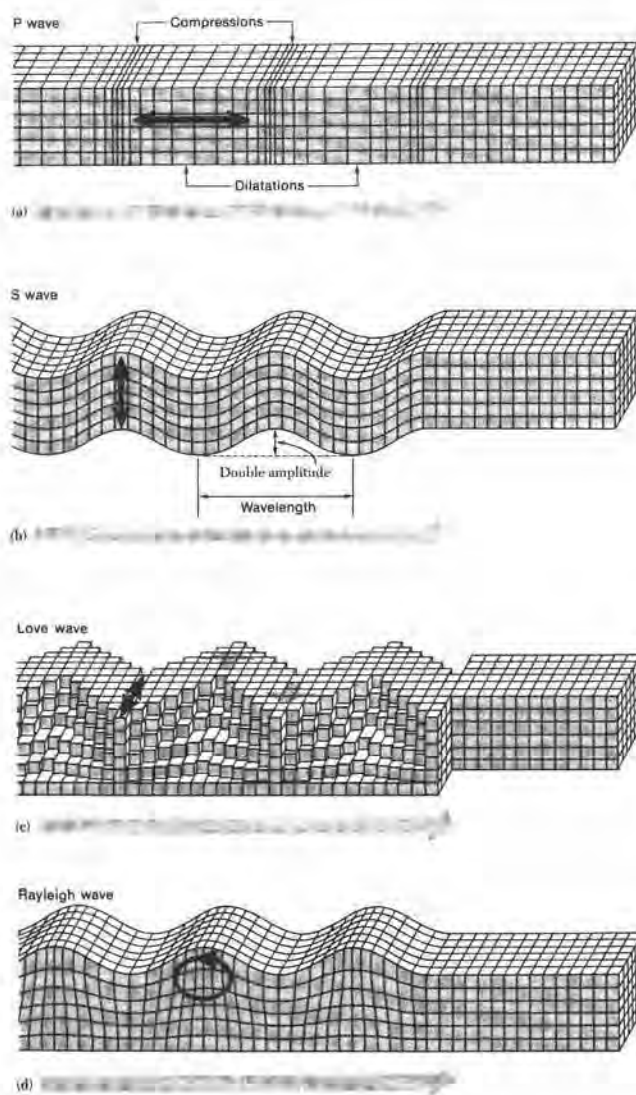 P wave
Compressions
Dilatations
(a)
S wave
Double amplitude
Wavelength
(b)
Love wave
(c)
Rayleigh wave
(d)